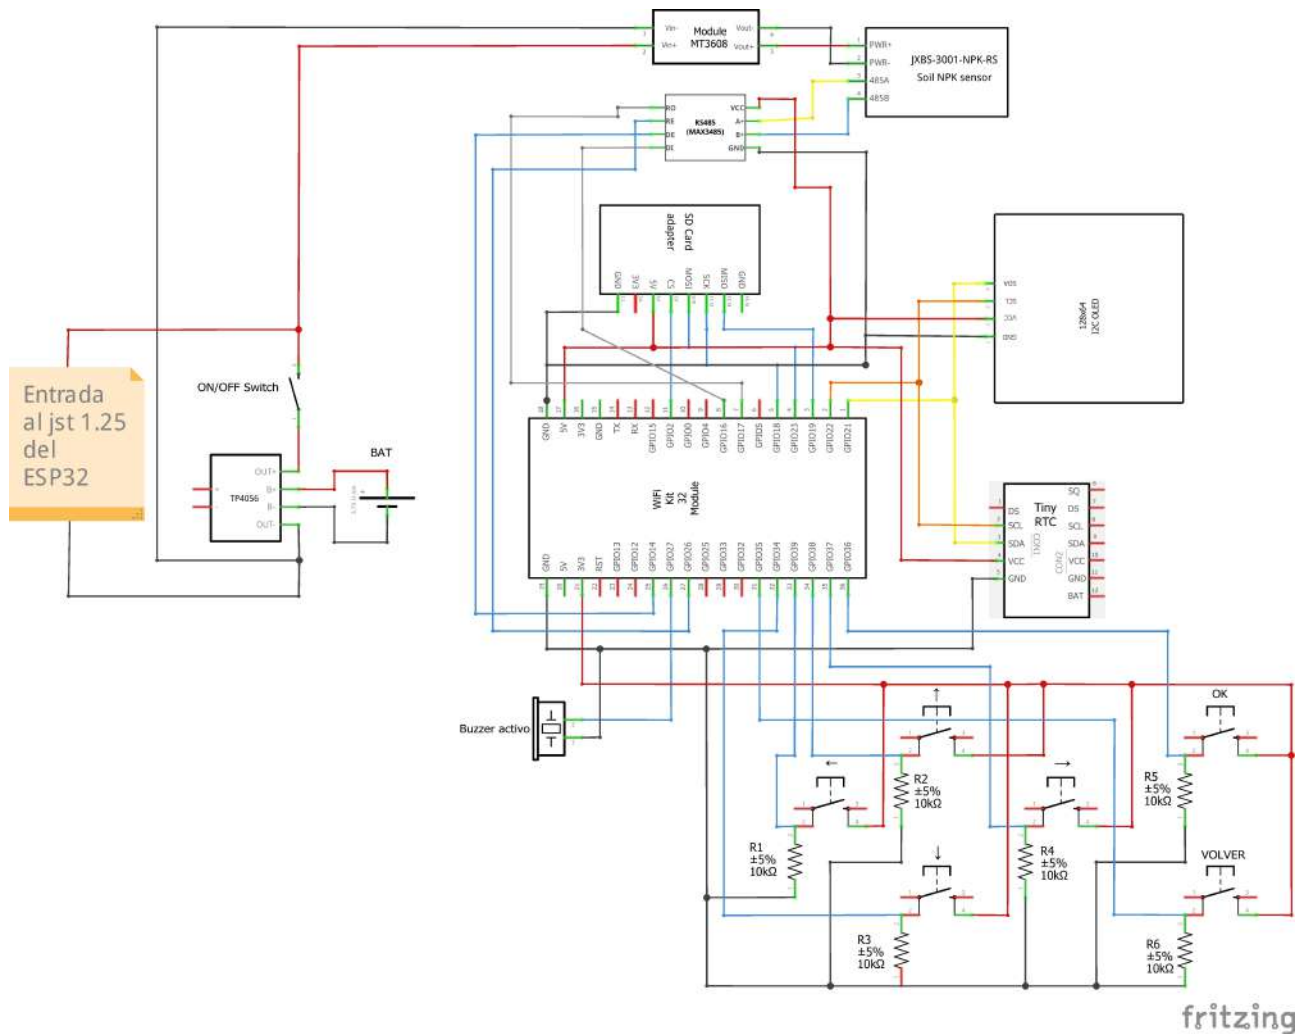 Vin-
Vin+
Module
MT3608
Vout-
Vout+
PWR+
PWR-
485A
485B
JXBS-3001-NPK-RS
Soil NPK sensor
RO
RE
DE
DI
RS485
(MAX3485)
VCC
A+
B+
GND
SD Card
adapter
GND
3V3
5V
CS
MOSI
SCK
MISO
GND
SDA
SCL
VCC
GND
128x64
I2C OLED
Entrada
al jst 1.25
del
ESP32
ON/OFF Switch
TP4056
OUT+
B+
B-
OUT-
BAT
GND
5V
3V3
GND
TX
RX
GPIO15
GPIO2
GPIO0
GPIO4
GPIO16
GPIO17
GPIO5
GPIO18
GPIO23
GPIO19
GPIO22
GPIO21
WiFi
Kit
32
Module
GND
5V
3V3
RST
GPIO13
GPIO12
GPIO14
GPIO27
GPIO26
GPIO25
GPIO33
GPIO32
GPIO35
GPIO34
GPIO39
GPIO38
GPIO37
GPIO36
Tiny
RTC
DS
SCL
SDA
VCC
GND
CON1
CON2
SQ
DS
SCL
SDA
VCC
GND
BAT
Buzzer activo
↑
←
→
↓
OK
VOLVER
R1
±5%
10kΩ
R2
±5%
10kΩ
R3
±5%
10kΩ
R4
±5%
10kΩ
R5
±5%
10kΩ
R6
±5%
10kΩ
fritzing